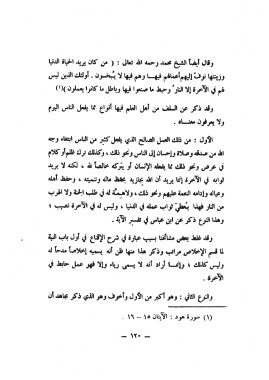 وقال أيضاً الشيخ محمد رحمه الله تعالى : ( من كان يريد الحياة الدنيا
وزينتها نوف إليهم أعمالهم فيها وهم فيها لا يبخسون . أولئك الذين ليس
لهم في الآخرة إلا النار وحبط ما صنعوا فيها وباطل ما كانوا يعملون )(١)
وقد ذكر عن السلف من أهل العلم فيها أنواع مما يفعل الناس اليوم
ولا يعرفون معناه .
الأول : من ذلك العمل الصالح الذي يفعل كثير من الناس ابتغاء وجه
الله من صدقة وصلاة وإحسان إلى الناس ونحو ذلك ، وكذلك ترك ظلم أو كلام
في عرض ونحو ذلك مما يفعله الإنسان أو يتركه خالصاً لله ، لكنه لا يريد
ثوابه في الآخرة إنما يريد أن الله يجازيه بحفظ ماله وتنميته ، وحفظ أهله
وعياله وإدامة النعمة عليهم ونحو ذلك ، ولا همة له في طلب الجنة ولا الهرب
من النار فهذا يعطى ثواب عمله في الدنيا ، وليس له في الآخرة نصيب ؛
وهذا النوع ذكر عن ابن عباس في تفسير الآية .
وقد غلط بعض مشائخنا بسبب عبارة في شرح الإقناع في أول باب النية
لما قسم الإخلاص مراتب وذكر هذا منها ظن أنه يسميه إخلاصاً مدحاً له
وليس كذلك ؛ وإنما أراد أنه لا يسمى رياء وإلا فهو عمل حابط في
الآخرة .
والنوع الثاني : وهو أكبر من الأول وأخوف وهو الذي ذكر مجاهد أن
(١) سورة هود : الآيتان ١٥ – ١٦ .
— ١٢٠ —